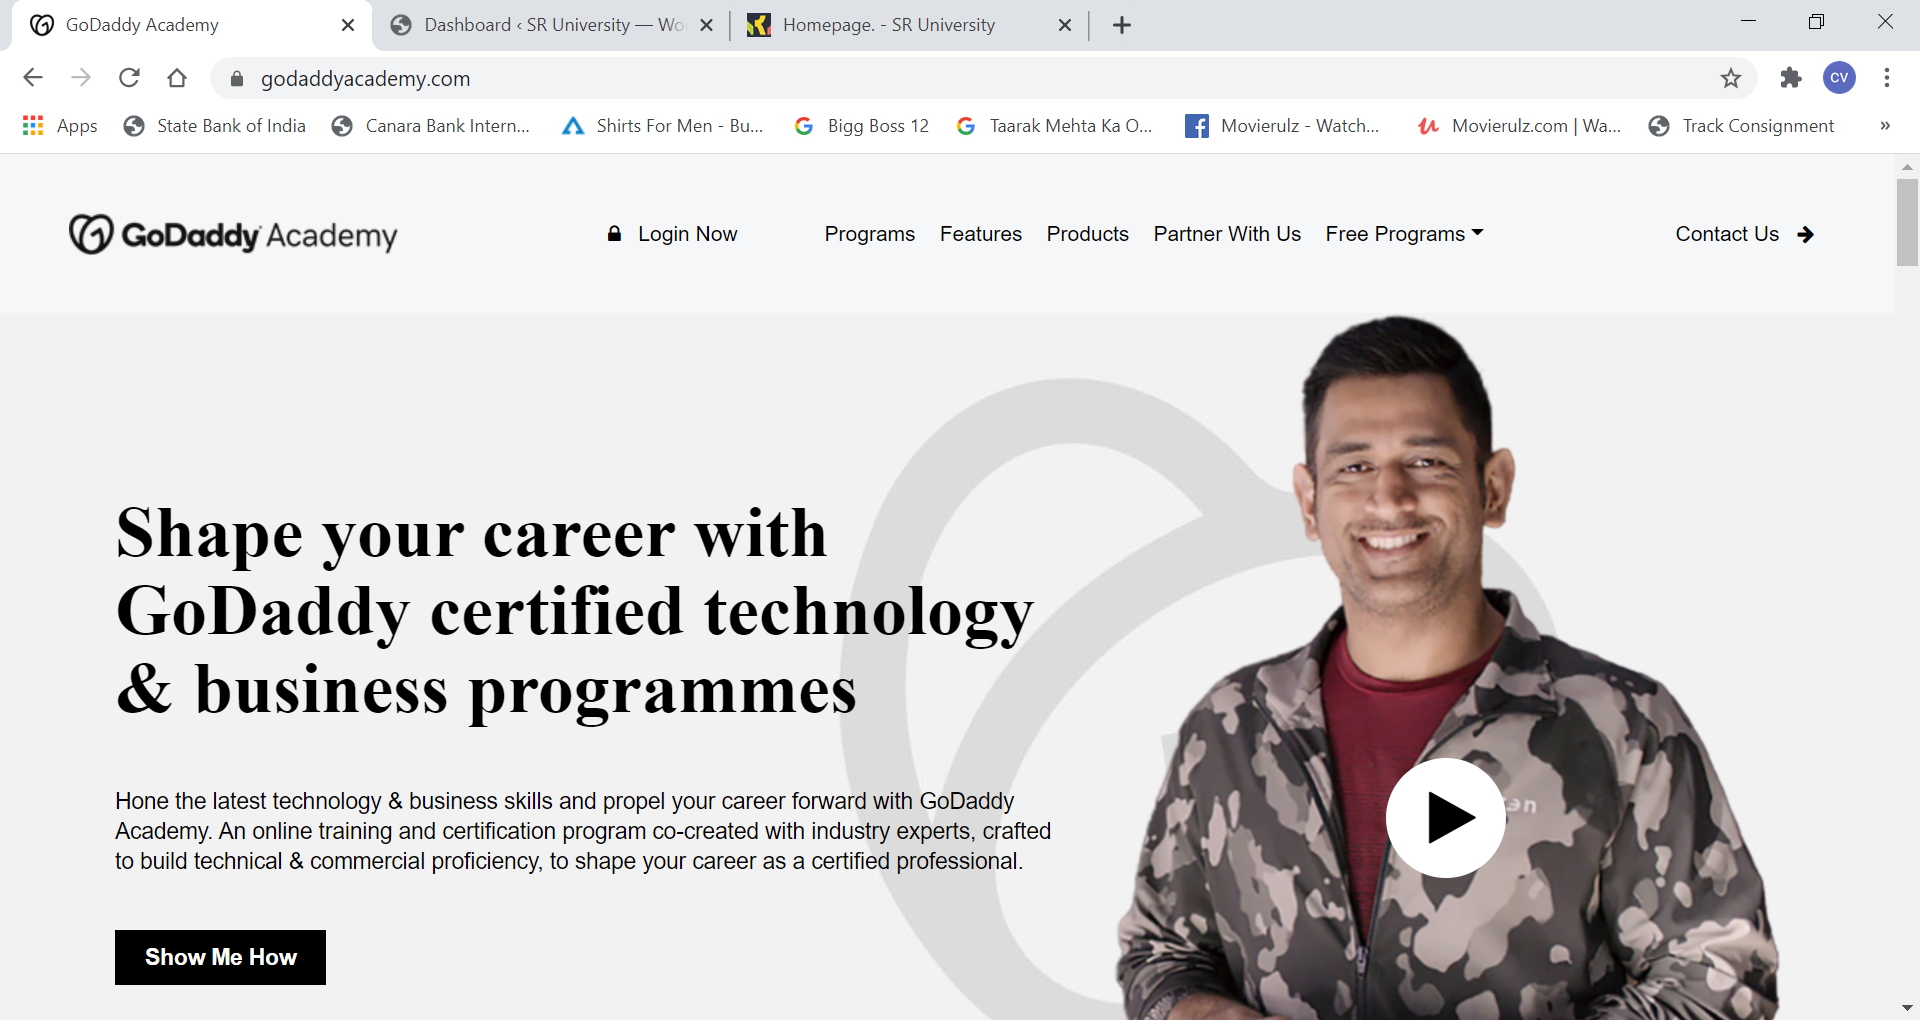 GoDaddy Academy
Dashboard ‹ SR University — Wo
Homepage. - SR University
godaddyacademy.com
CV
Apps
State Bank of India
Canara Bank Intern...
Shirts For Men - Bu...
Bigg Boss 12
Taarak Mehta Ka O...
Movierulz - Watch...
Movierulz.com | Wa...
Track Consignment
»
GoDaddy Academy
Login Now
Programs
Features
Products
Partner With Us
Free Programs
Contact Us
Shape your career with
GoDaddy certified technology
& business programmes
Hone the latest technology & business skills and propel your career forward with GoDaddy
Academy. An online training and certification program co-created with industry experts, crafted
to build technical & commercial proficiency, to shape your career as a certified professional.
Show Me How